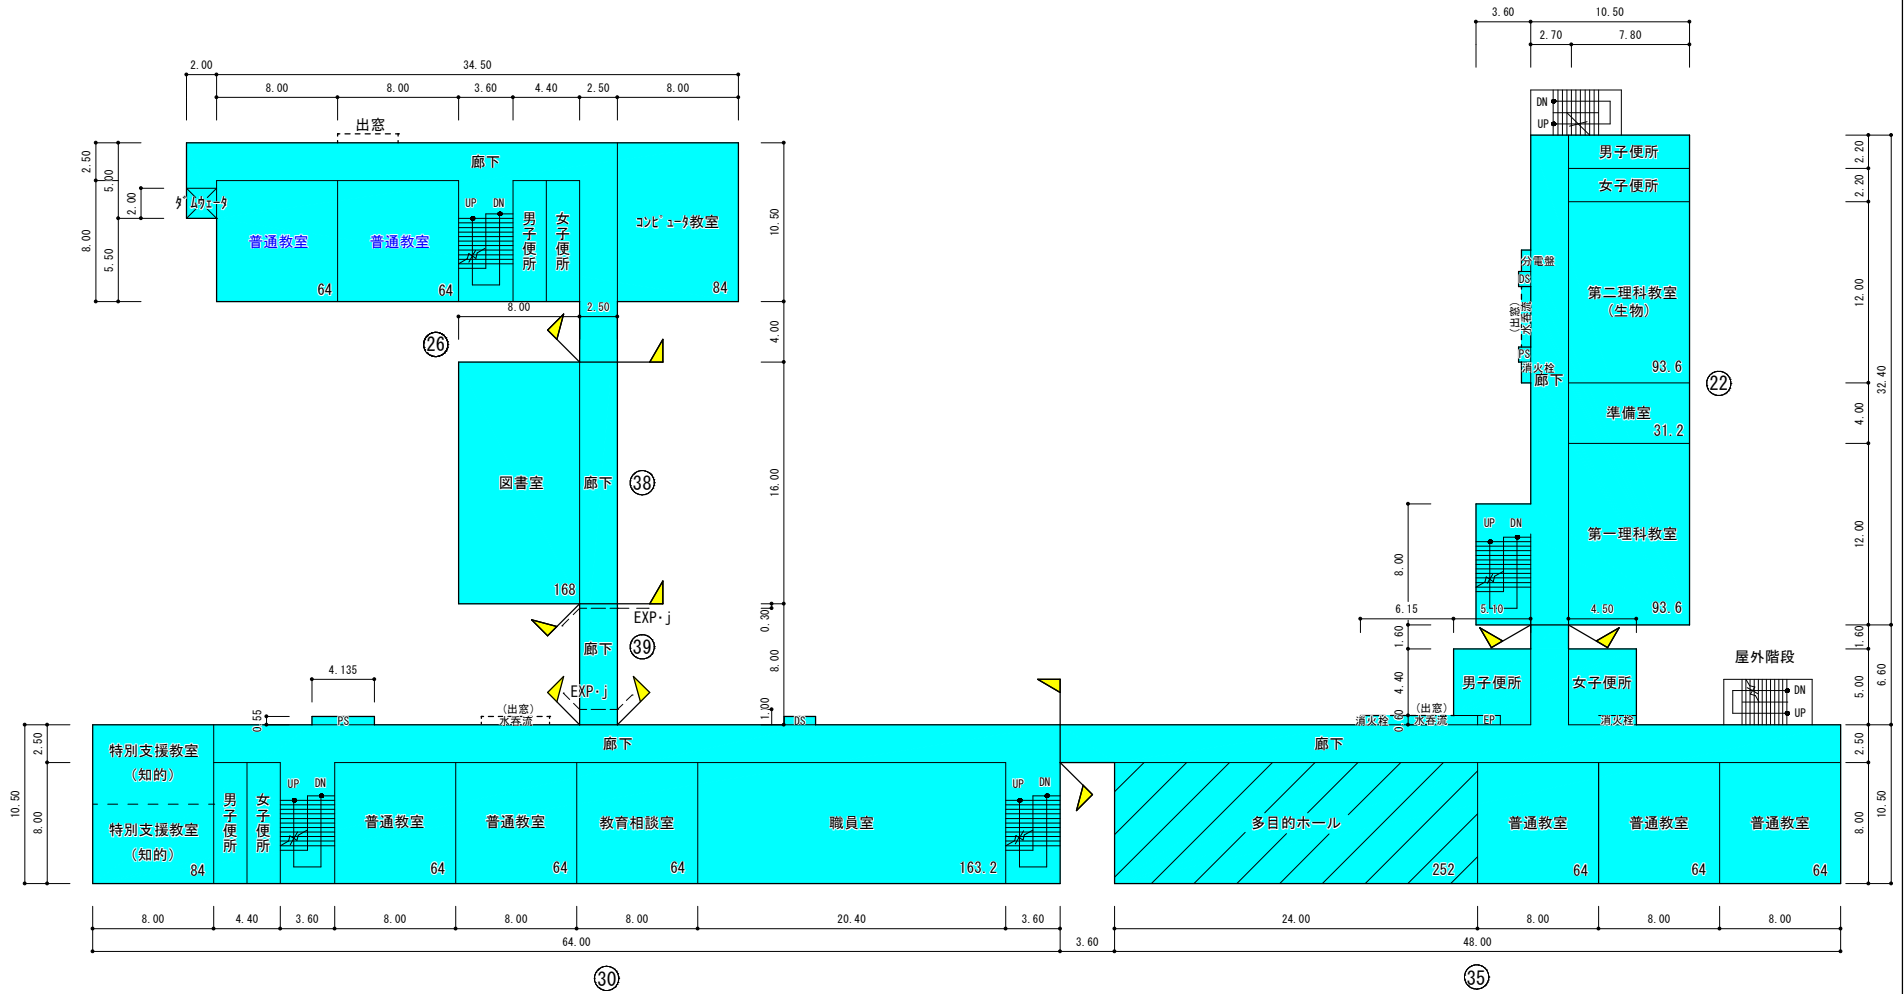 3.60
10.50
2.70
7.80
2.00
34.50
8.00
8.00
3.60
4.40
2.50
8.00
出窓
廊下
2.50
5.00
2.00
8.00
5.50
ﾀﾞﾑｳｪｰﾀ
普通教室
64
普通教室
64
UP
DN
男子便所
女子便所
ｺﾝﾋﾟｭｰﾀ教室
84
10.50
8.00
2.50
4.00
26
図書室
168
廊下
38
16.00
EXP・j
0.30
廊下
39
8.00
EXP・j
1.00
DN
UP
男子便所
女子便所
2.20
2.20
分電盤
DS
(出窓)
水呑流
PS
消火栓
廊下
第二理科教室
(生物)
93.6
12.00
22
準備室
31.2
4.00
32.40
UP
DN
第一理科教室
93.6
12.00
8.00
6.15
5.10
4.50
1.60
1.60
4.40
0.60
男子便所
女子便所
屋外階段
DN
UP
5.00
6.60
消火栓
(出窓)
水呑流
EP
消火栓
4.135
0.55
PS
(出窓)
水呑流
DS
廊下
廊下
2.50
8.00
10.50
特別支援教室
(知的)
特別支援教室
(知的)
84
男子便所
女子便所
UP
DN
普通教室
64
普通教室
64
教育相談室
64
職員室
163.2
UP
DN
多目的ホール
252
普通教室
64
普通教室
64
普通教室
64
2.50
8.00
10.50
8.00
4.40
3.60
8.00
8.00
8.00
20.40
3.60
24.00
8.00
8.00
8.00
64.00
3.60
48.00
30
35